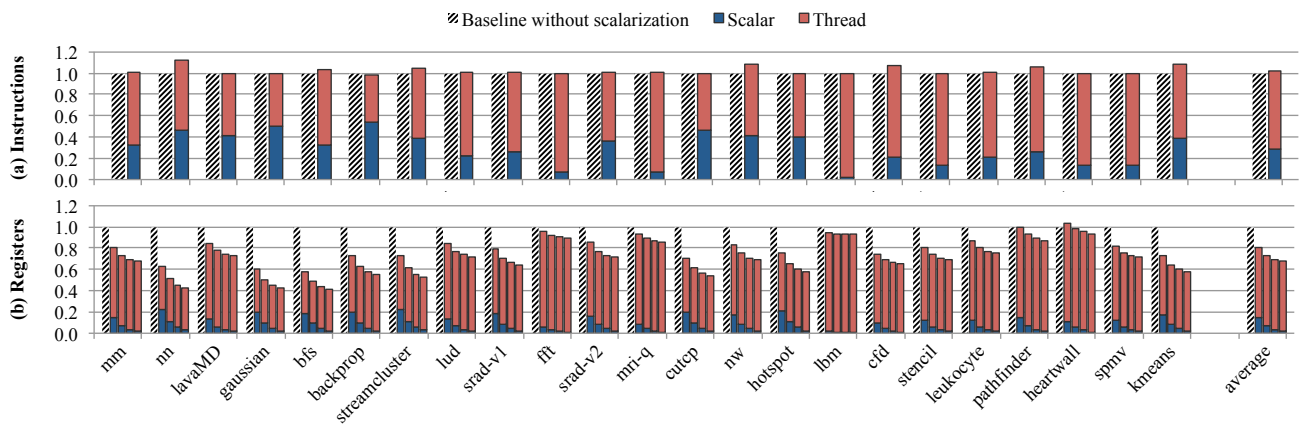 Baseline without scalarization Scalar Thread
(a) Instructions
1.2
1.0
0.8
0.6
0.4
0.2
0.0
(b) Registers
1.2
1.0
0.8
0.6
0.4
0.2
0.0
mm
nn
lavaMD
gaussian
bfs
backprop
streamcluster
lud
srad-v1
fft
srad-v2
mri-q
cutcp
nw
hotspot
lbm
cfd
stencil
leukocyte
pathfinder
heartwall
spmv
kmeans
average